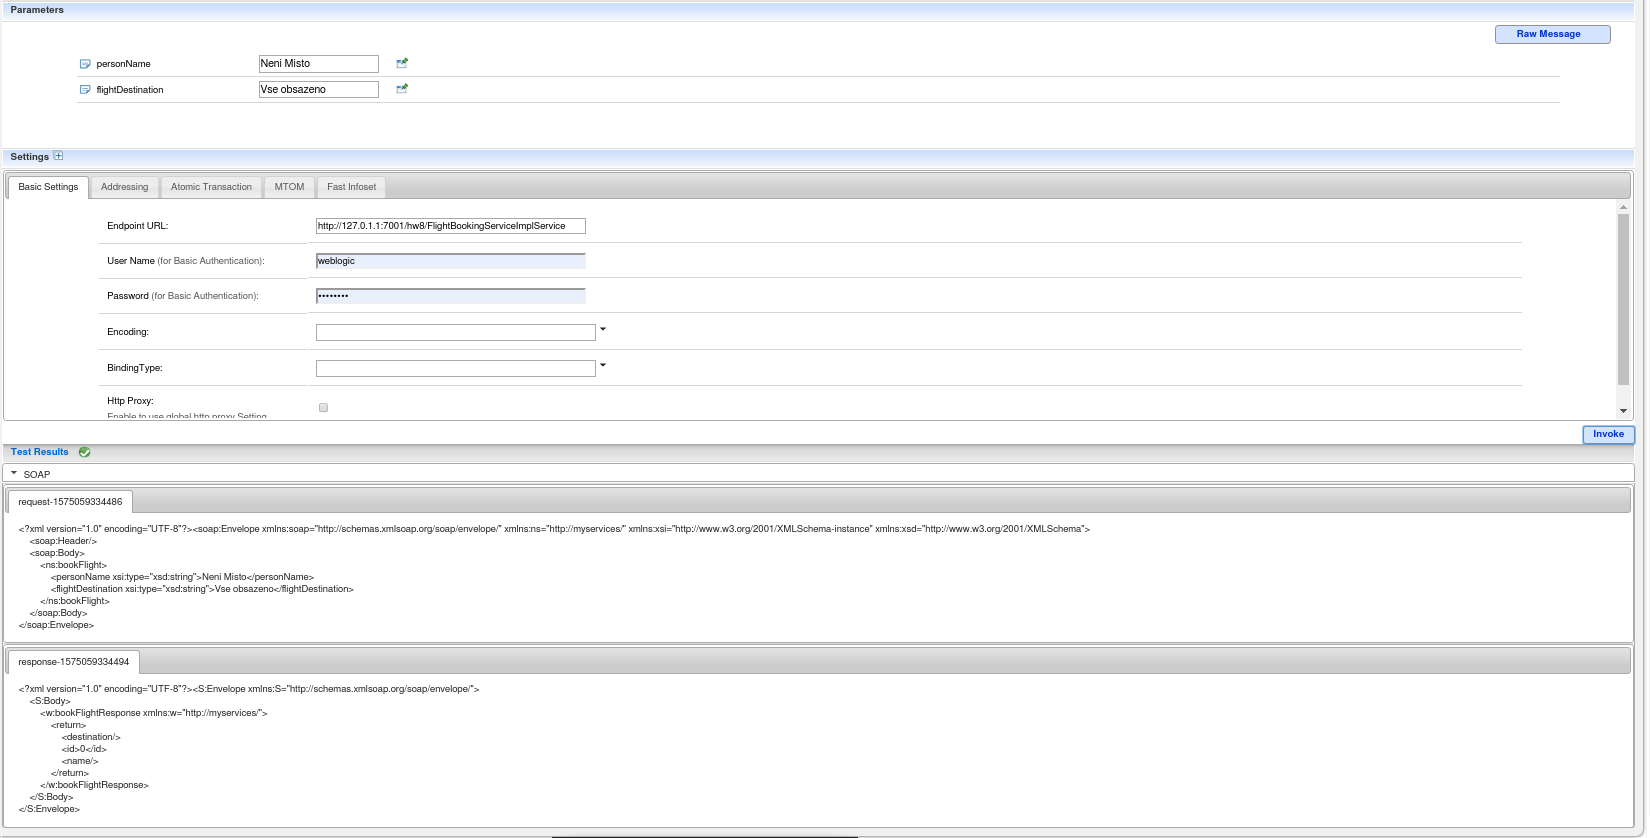 Parameters
Raw Message
personName Neni Misto
flightDestination Vse obsazeno
Settings
Basic Settings Addressing Atomic Transaction MTOM Fast Infoset
Endpoint URL: http://127.0.1.1:7001/hw8/FlightBookingServiceImplService
User Name (for Basic Authentication): weblogic
Password (for Basic Authentication): ••••••••
Encoding:
BindingType:
Http Proxy:
Enable to use global http proxy Setting
Invoke
Test Results
SOAP
request-1575059334486
<?xml version="1.0" encoding="UTF-8"?><soap:Envelope xmlns:soap="http://schemas.xmlsoap.org/soap/envelope/" xmlns:ns="http://myservices/" xmlns:xsi="http://www.w3.org/2001/XMLSchema-instance" xmlns:xsd="http://www.w3.org/2001/XMLSchema">
<soap:Header/>
<soap:Body>
<ns:bookFlight>
<personName xsi:type="xsd:string">Neni Misto</personName>
<flightDestination xsi:type="xsd:string">Vse obsazeno</flightDestination>
</ns:bookFlight>
</soap:Body>
</soap:Envelope>
response-1575059334494
<?xml version="1.0" encoding="UTF-8"?><S:Envelope xmlns:S="http://schemas.xmlsoap.org/soap/envelope/">
<S:Body>
<w:bookFlightResponse xmlns:w="http://myservices/">
<return>
<destination/>
<id>0</id>
<name/>
</return>
</w:bookFlightResponse>
</S:Body>
</S:Envelope>